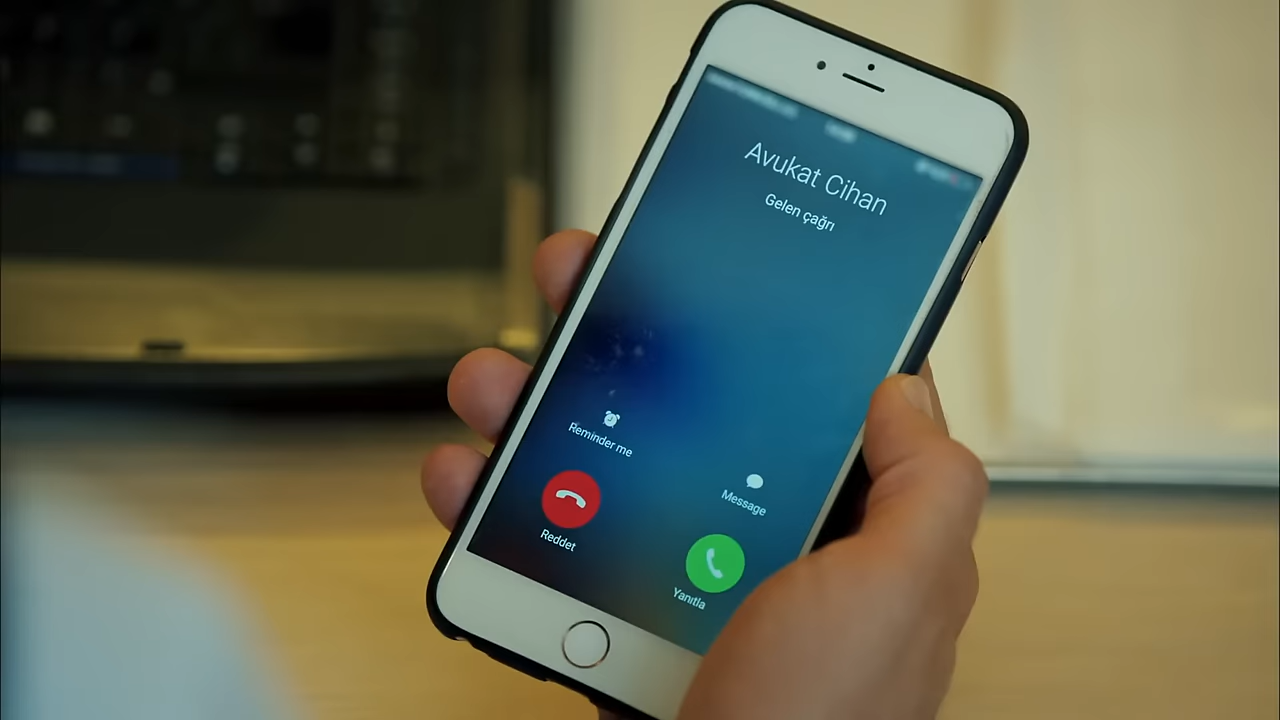 Avukat Cihan
Gelen çağrı
Reminder me
Message
Reddet
Yanıtla